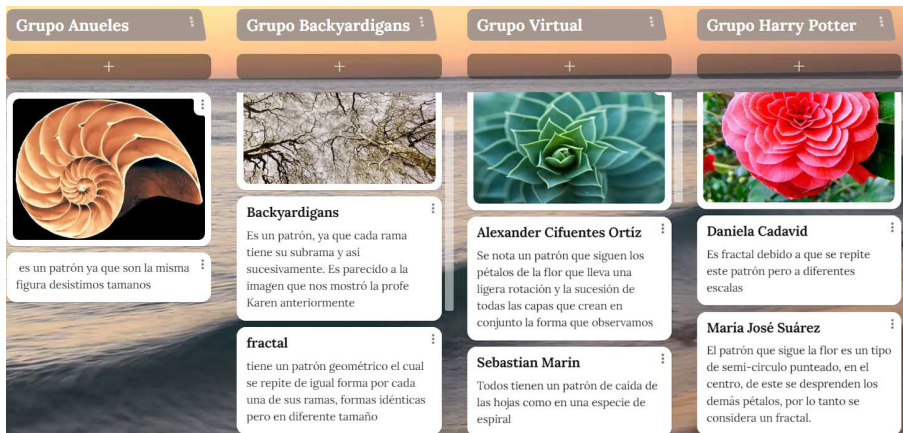 Grupo Anueles
+
es un patrón ya que son la misma
figura desistimos tamanos
Grupo Backyardigans
+
Backyardigans
Es un patrón, ya que cada rama
tiene su subrama y así
sucesivamente. Es parecido a la
imagen que nos mostró la profe
Karen anteriormente
fractal
tiene un patrón geométrico el cual
se repite de igual forma por cada
una de sus ramas, formas idénticas
pero en diferente tamaño
Grupo Virtual
+
Alexander Cifuentes Ortíz
Se nota un patrón que siguen los
pétalos de la flor que lleva una
ligera rotación y la sucesión de
todas las capas que crean en
conjunto la forma que observamos
Sebastian Marin
Todos tienen un patrón de caída de
las hojas como en una especie de
espiral
Grupo Harry Potter
+
Daniela Cadavid
Es fractal debido a que se repite
este patrón pero a diferentes
escalas
María José Suárez
El patrón que sigue la flor es un tipo
de semi-circulo punteado, en el
centro, de este se desprenden los
demás pétalos, por lo tanto se
considera un fractal.